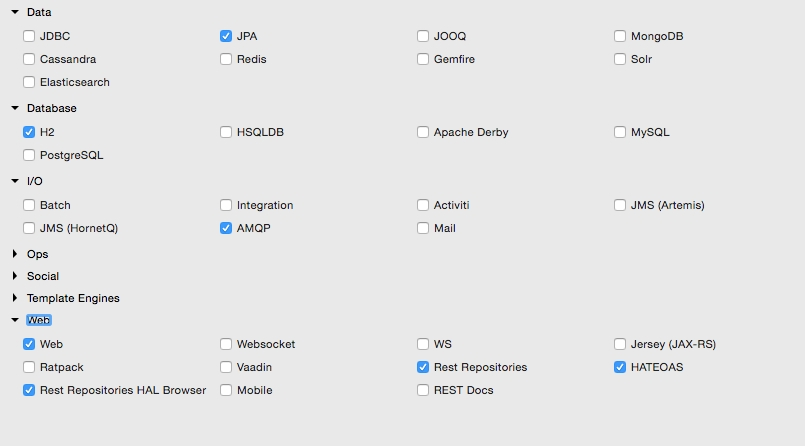 Data
JDBC JPA JOOQ MongoDB
Cassandra Redis Gemfire Solr
Elasticsearch
Database
H2 HSQLDB Apache Derby MySQL
PostgreSQL
I/O
Batch Integration Activiti JMS (Artemis)
JMS (HornetQ) AMQP Mail
Ops
Social
Template Engines
Web
Web Websocket WS Jersey (JAX-RS)
Ratpack Vaadin Rest Repositories HATEOAS
Rest Repositories HAL Browser Mobile REST Docs